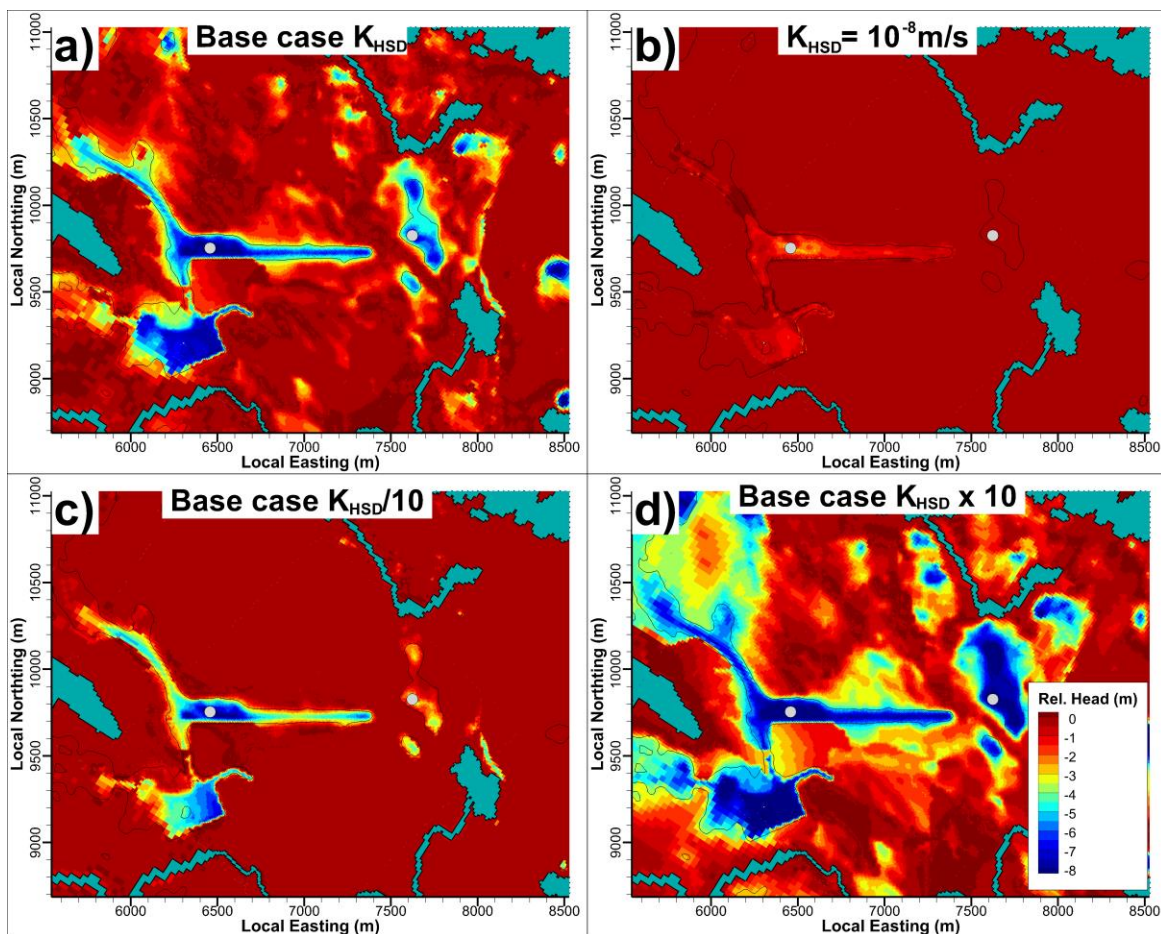 a)
Base case K_HSD
Local Northting (m)
11000
10500
10000
9500
9000
6000 6500 7000 7500 8000 8500
Local Easting (m)
b)
K_HSD= 10⁻⁸m/s
Local Northting (m)
11000
10500
10000
9500
9000
6000 6500 7000 7500 8000 8500
Local Easting (m)
c)
Base case K_HSD/10
Local Northting (m)
11000
10500
10000
9500
9000
6000 6500 7000 7500 8000 8500
Local Easting (m)
d)
Base case K_HSD x 10
Local Northting (m)
11000
10500
10000
9500
9000
6000 6500 7000 7500 8000 8500
Local Easting (m)
Rel. Head (m)
0
-1
-2
-3
-4
-5
-6
-7
-8